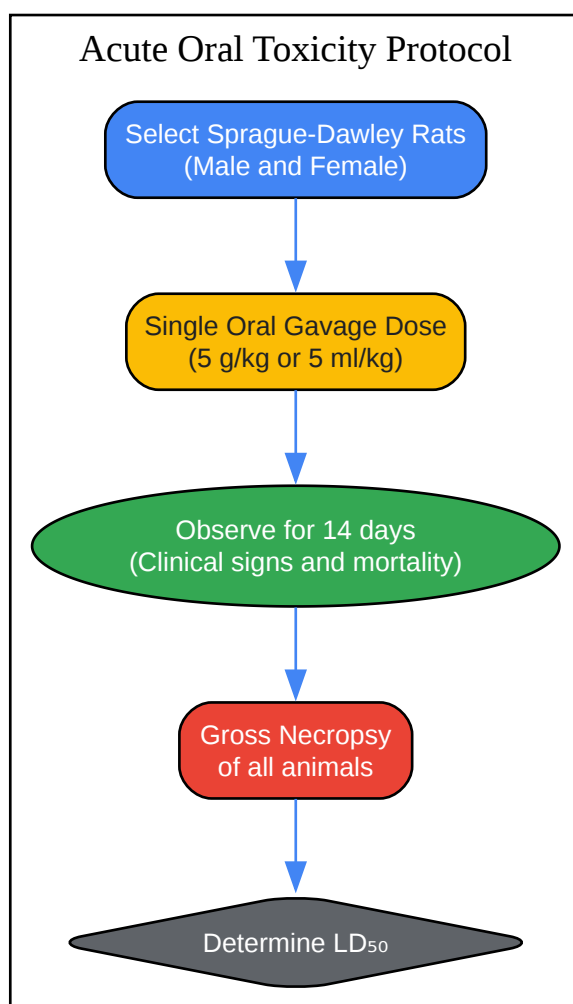 Acute Oral Toxicity Protocol
Select Sprague-Dawley Rats
(Male and Female)
Single Oral Gavage Dose
(5 g/kg or 5 ml/kg)
Observe for 14 days
(Clinical signs and mortality)
Gross Necropsy
of all animals
Determine LD₅₀